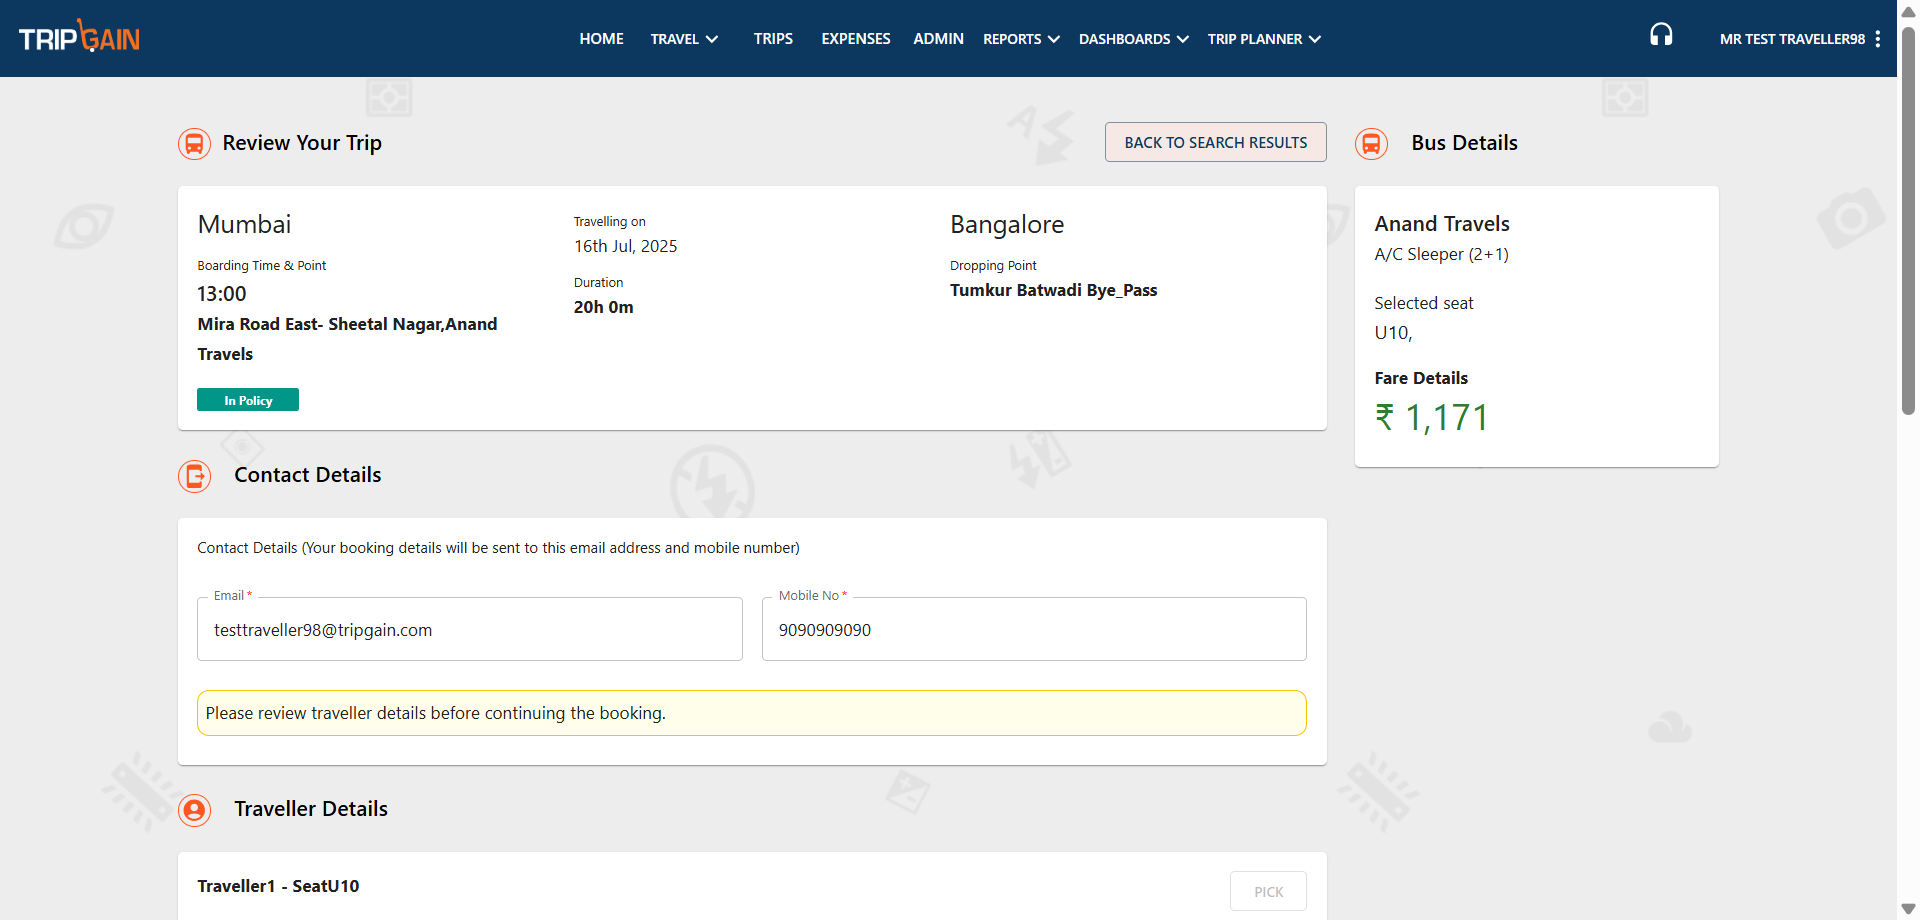 TRIPGAIN
HOME
TRAVEL
TRIPS
EXPENSES
ADMIN
REPORTS
DASHBOARDS
TRIP PLANNER
MR TEST TRAVELLER98
Review Your Trip
BACK TO SEARCH RESULTS
Mumbai
Boarding Time & Point
13:00
Mira Road East- Sheetal Nagar,Anand
Travels
In Policy
Travelling on
16th Jul, 2025
Duration
20h 0m
Bangalore
Dropping Point
Tumkur Batwadi Bye_Pass
Bus Details
Anand Travels
A/C Sleeper (2+1)
Selected seat
U10,
Fare Details
₹ 1,171
Contact Details
Contact Details (Your booking details will be sent to this email address and mobile number)
Email *
testtraveller98@tripgain.com
Mobile No *
9090909090
Please review traveller details before continuing the booking.
Traveller Details
Traveller1 - SeatU10
PICK